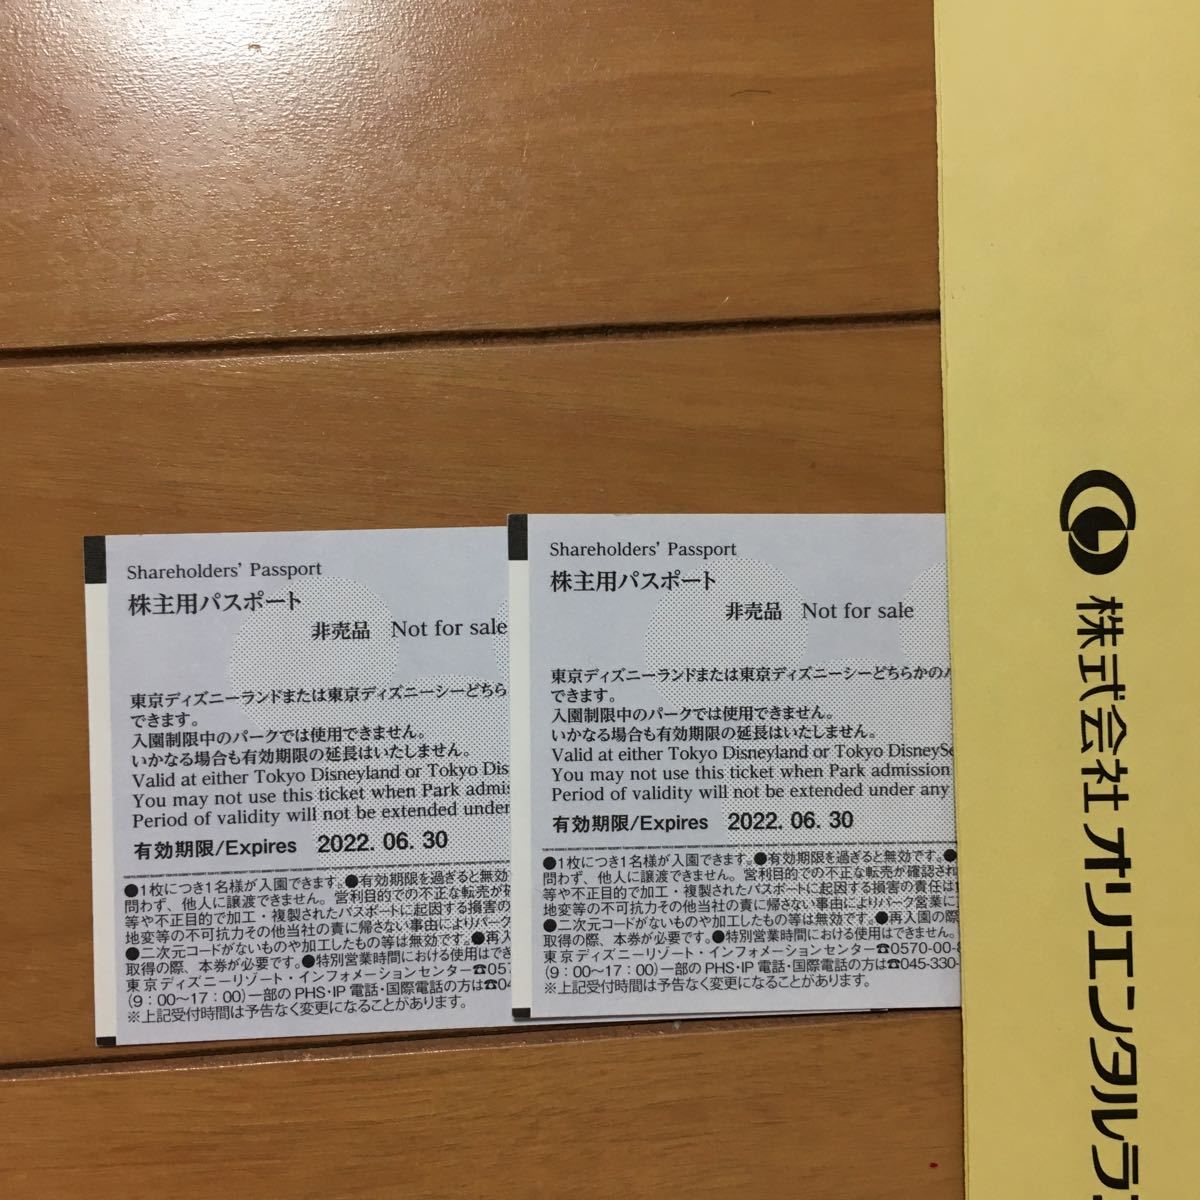 Shareholders' Passport
株主用パスポート
非売品 Not for sale
東京ディズニーランドまたは東京ディズニーシーどちら
できます。
入園制限中のパークでは使用できません。
いかなる場合も有効期限の延長はいたしません。
Valid at either Tokyo Disneyland or Tokyo Dis
You may not use this ticket when Park admis
Period of validity will not be extended under
有効期限/Expires 2022. 06. 30
●1枚につき1名様が入園できます。●有効期限を過ぎると無効
問わず、他人に譲渡できません。営利目的での不正な転売が確
等や不正目的で加工・複製されたパスポートに起因する損害の
地変等の不可抗力その他当社の責に帰さない事由によりパーク
●二次元コードがないものや加工したもの等は無効です。●再入
取得の際、本券が必要です。●特別営業時間における使用はでき
東京ディズニーリゾート・インフォメーションセンター☎057
(9：00〜17：00)一部のPHS・IP電話・国際電話の方は☎04
※上記受付時間は予告なく変更になることがあります。
Shareholders' Passport
株主用パスポート
非売品 Not for sale
東京ディズニーランドまたは東京ディズニーシーどちらかのパ
できます。
入園制限中のパークでは使用できません。
いかなる場合も有効期限の延長はいたしません。
Valid at either Tokyo Disneyland or Tokyo DisneySe
You may not use this ticket when Park admission
Period of validity will not be extended under any
有効期限/Expires 2022. 06. 30
●1枚につき1名様が入園できます。●有効期限を過ぎると無効です。●
問わず、他人に譲渡できません。営利目的での不正な転売が確認され
等や不正目的で加工・複製されたパスポートに起因する損害の責任は
地変等の不可抗力その他当社の責に帰さない事由によりパーク営業に
●二次元コードがないものや加工したもの等は無効です。●再入園の際
取得の際、本券が必要です。●特別営業時間における使用はできません。
東京ディズニーリゾート・インフォメーションセンター☎0570-00-8
(9：00〜17：00)一部のPHS・IP電話・国際電話の方は☎045-330-
※上記受付時間は予告なく変更になることがあります。
株式会社オリエンタルラ